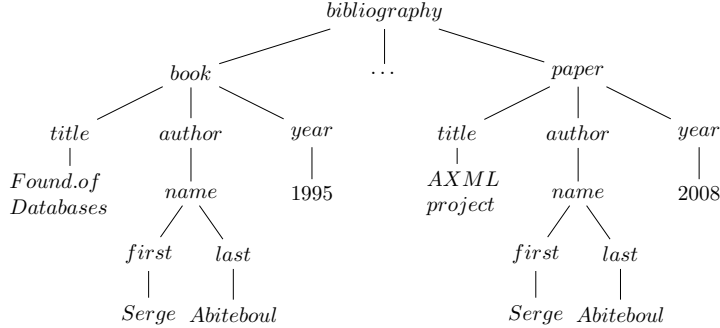 bibliography
book ... paper
title author year title author year
Found.of
Databases
name 1995
AXML
project
name 2008
first last first last
Serge Abiteboul Serge Abiteboul